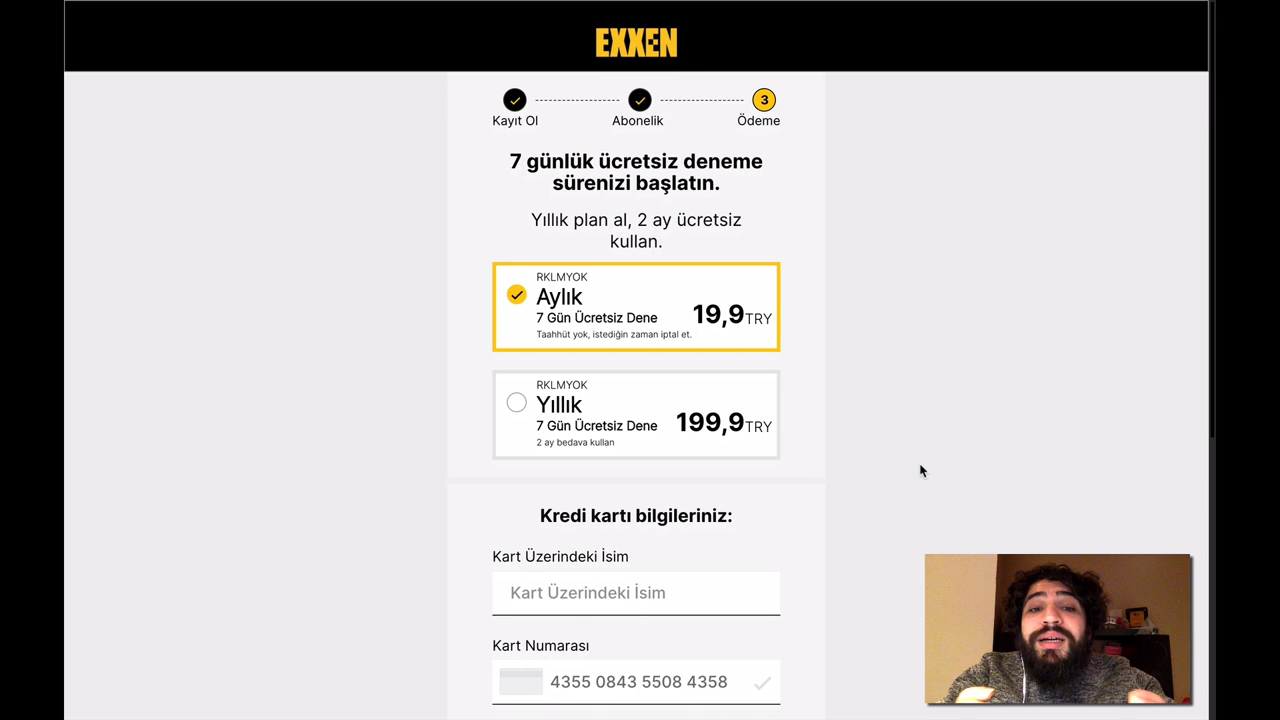 EXXEN
3
Kayıt Ol
Abonelik
Ödeme
7 günlük ücretsiz deneme
sürenizi başlatın.
Yıllık plan al, 2 ay ücretsiz
kullan.
RKLMYOK
Aylık
7 Gün Ücretsiz Dene
19,9TRY
Taahhüt yok, istediğin zaman iptal et.
RKLMYOK
Yıllık
7 Gün Ücretsiz Dene
199,9TRY
2 ay bedava kullan
Kredi kartı bilgileriniz:
Kart Üzerindeki İsim
Kart Üzerindeki İsim
Kart Numarası
4355 0843 5508 4358